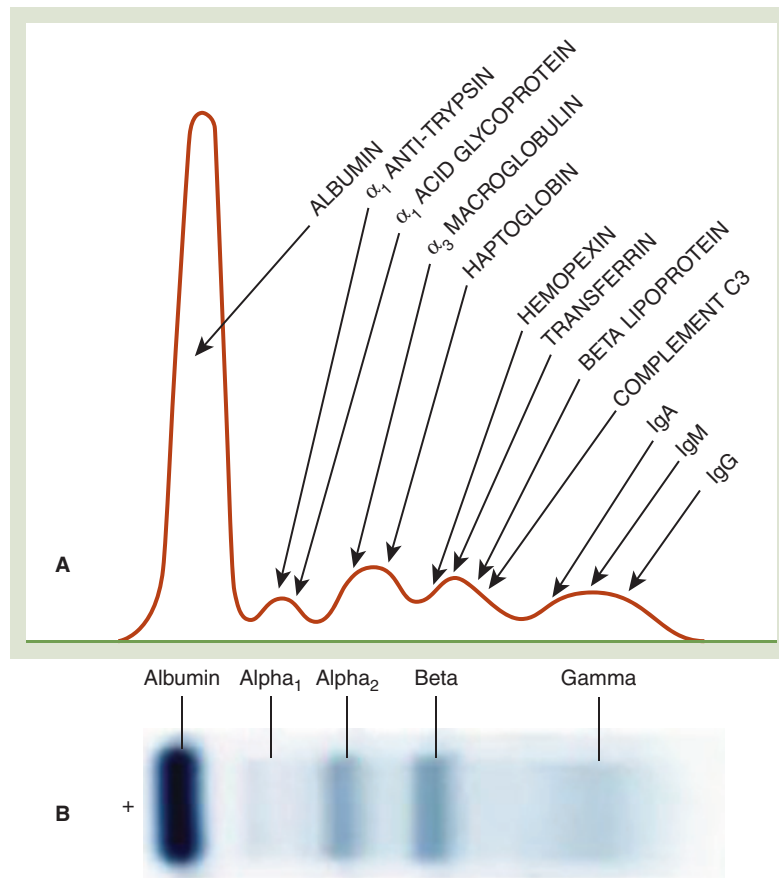 ALBUMIN
α₁ ANTI-TRYPSIN
α₁ ACID GLYCOPROTEIN
α₃ MACROGLOBULIN
HAPTOGLOBIN
HEMOPEXIN
TRANSFERRIN
BETA LIPOPROTEIN
COMPLEMENT C3
IgA
IgM
IgG
A
Albumin Alpha₁ Alpha₂ Beta Gamma
B +